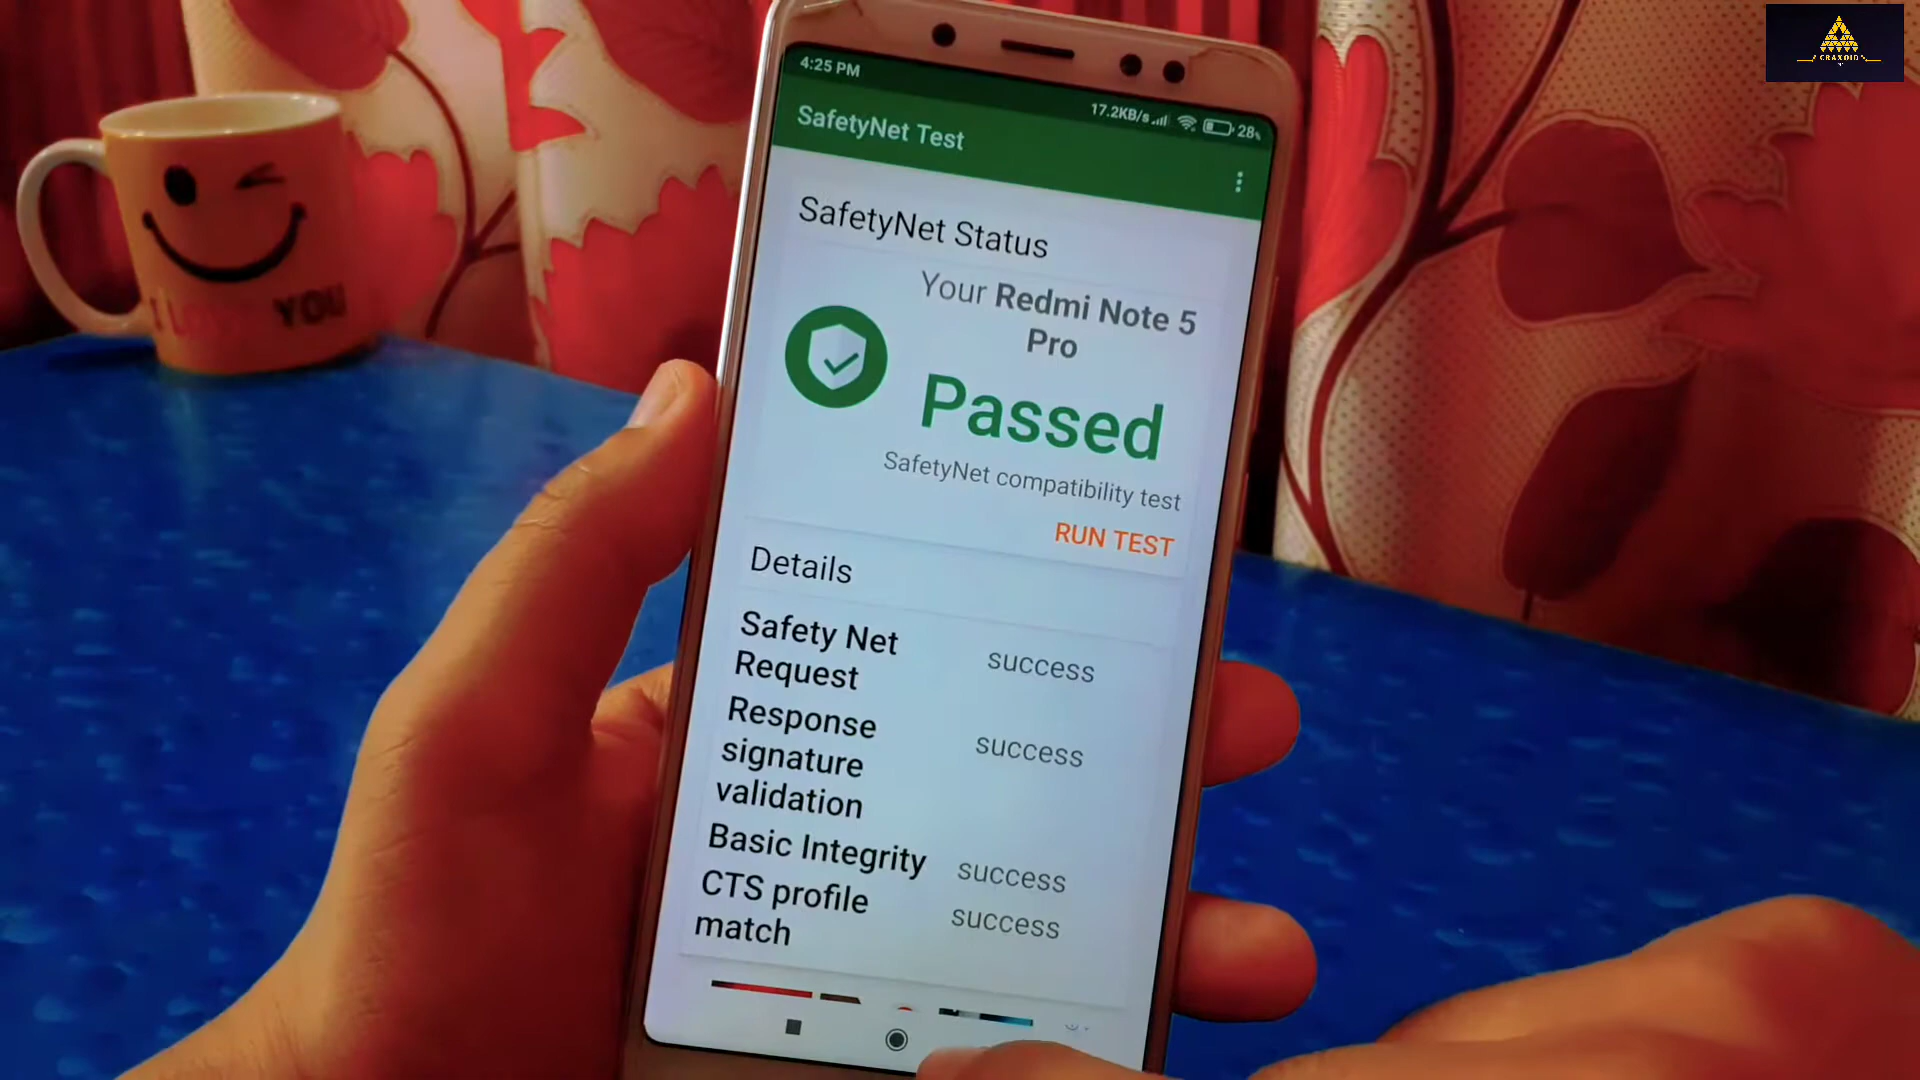 CRAXOID
4:25 PM
17.2KB/s
28%
SafetyNet Test
SafetyNet Status
Your Redmi Note 5
Pro
Passed
SafetyNet compatibility test
RUN TEST
Details
Safety Net
Request
success
Response
signature
validation
success
Basic Integrity
success
CTS profile
match
success
YOU